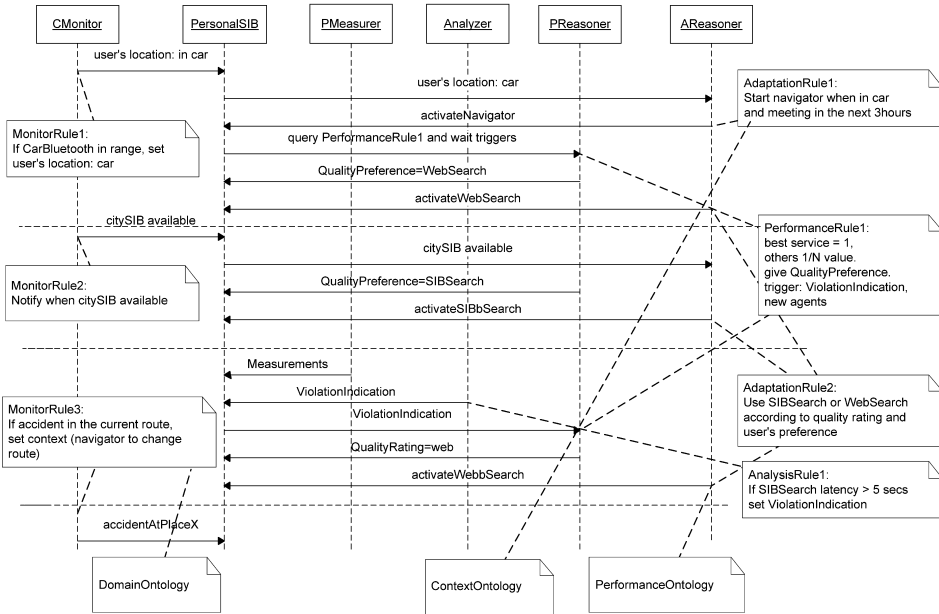 CMonitor
PersonalSIB
PMeasurer
Analyzer
PReasoner
AReasoner
user's location: in car
user's location: car
AdaptationRule1:
Start navigator when in car
and meeting in the next 3hours
activateNavigator
MonitorRule1:
If CarBluetooth in range, set
user's location: car
query PerformanceRule1 and wait triggers
QualityPreference=WebSearch
activateWebSearch
citySIB available
PerformanceRule1:
best service = 1,
others 1/N value.
give QualityPreference.
trigger: ViolationIndication,
new agents
citySIB available
MonitorRule2:
Notify when citySIB available
QualityPreference=SIBSearch
activateSIBbSearch
Measurements
ViolationIndication
AdaptationRule2:
Use SIBSearch or WebSearch
according to quality rating and
user's preference
MonitorRule3:
If accident in the current route,
set context (navigator to change
route)
ViolationIndication
QualityRating=web
activateWebbSearch
AnalysisRule1:
If SIBSearch latency > 5 secs
set ViolationIndication
accidentAtPlaceX
DomainOntology
ContextOntology
PerformanceOntology